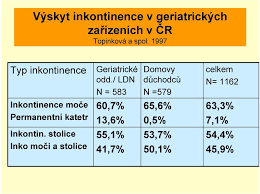 Výskyt inkontinence v geriatrických
zařízeních v ČR
Topinková a spol. 1997
Typ inkontinence Geriatrické odd./ LDN N = 583 Domovy důchodců N =579 celkem N= 1162
Inkontinence moče 60,7% 65,6% 63,3%
Permanentní katetr 13,6% 0,5% 7,1%
Inkontin. stolice 55,1% 53,7% 54,4%
Inko moči a stolice 41,7% 50,1% 45,9%